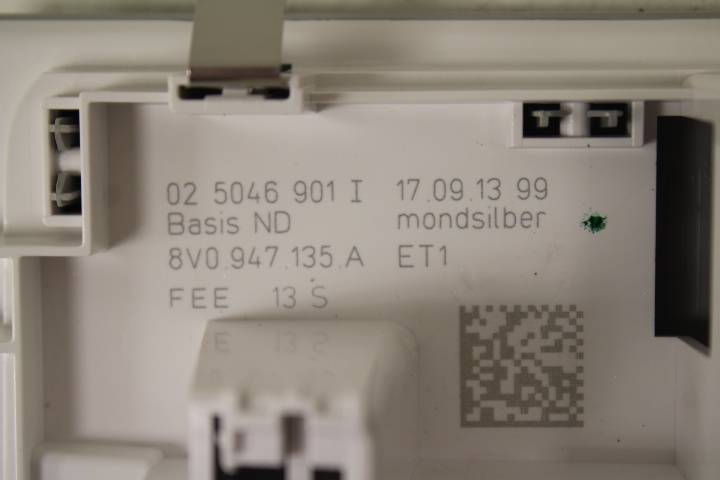 02 5046 901 I 17.09.13 99
Basis ND mondsilber
8V0.947.135.A ET1
FEE 13 S